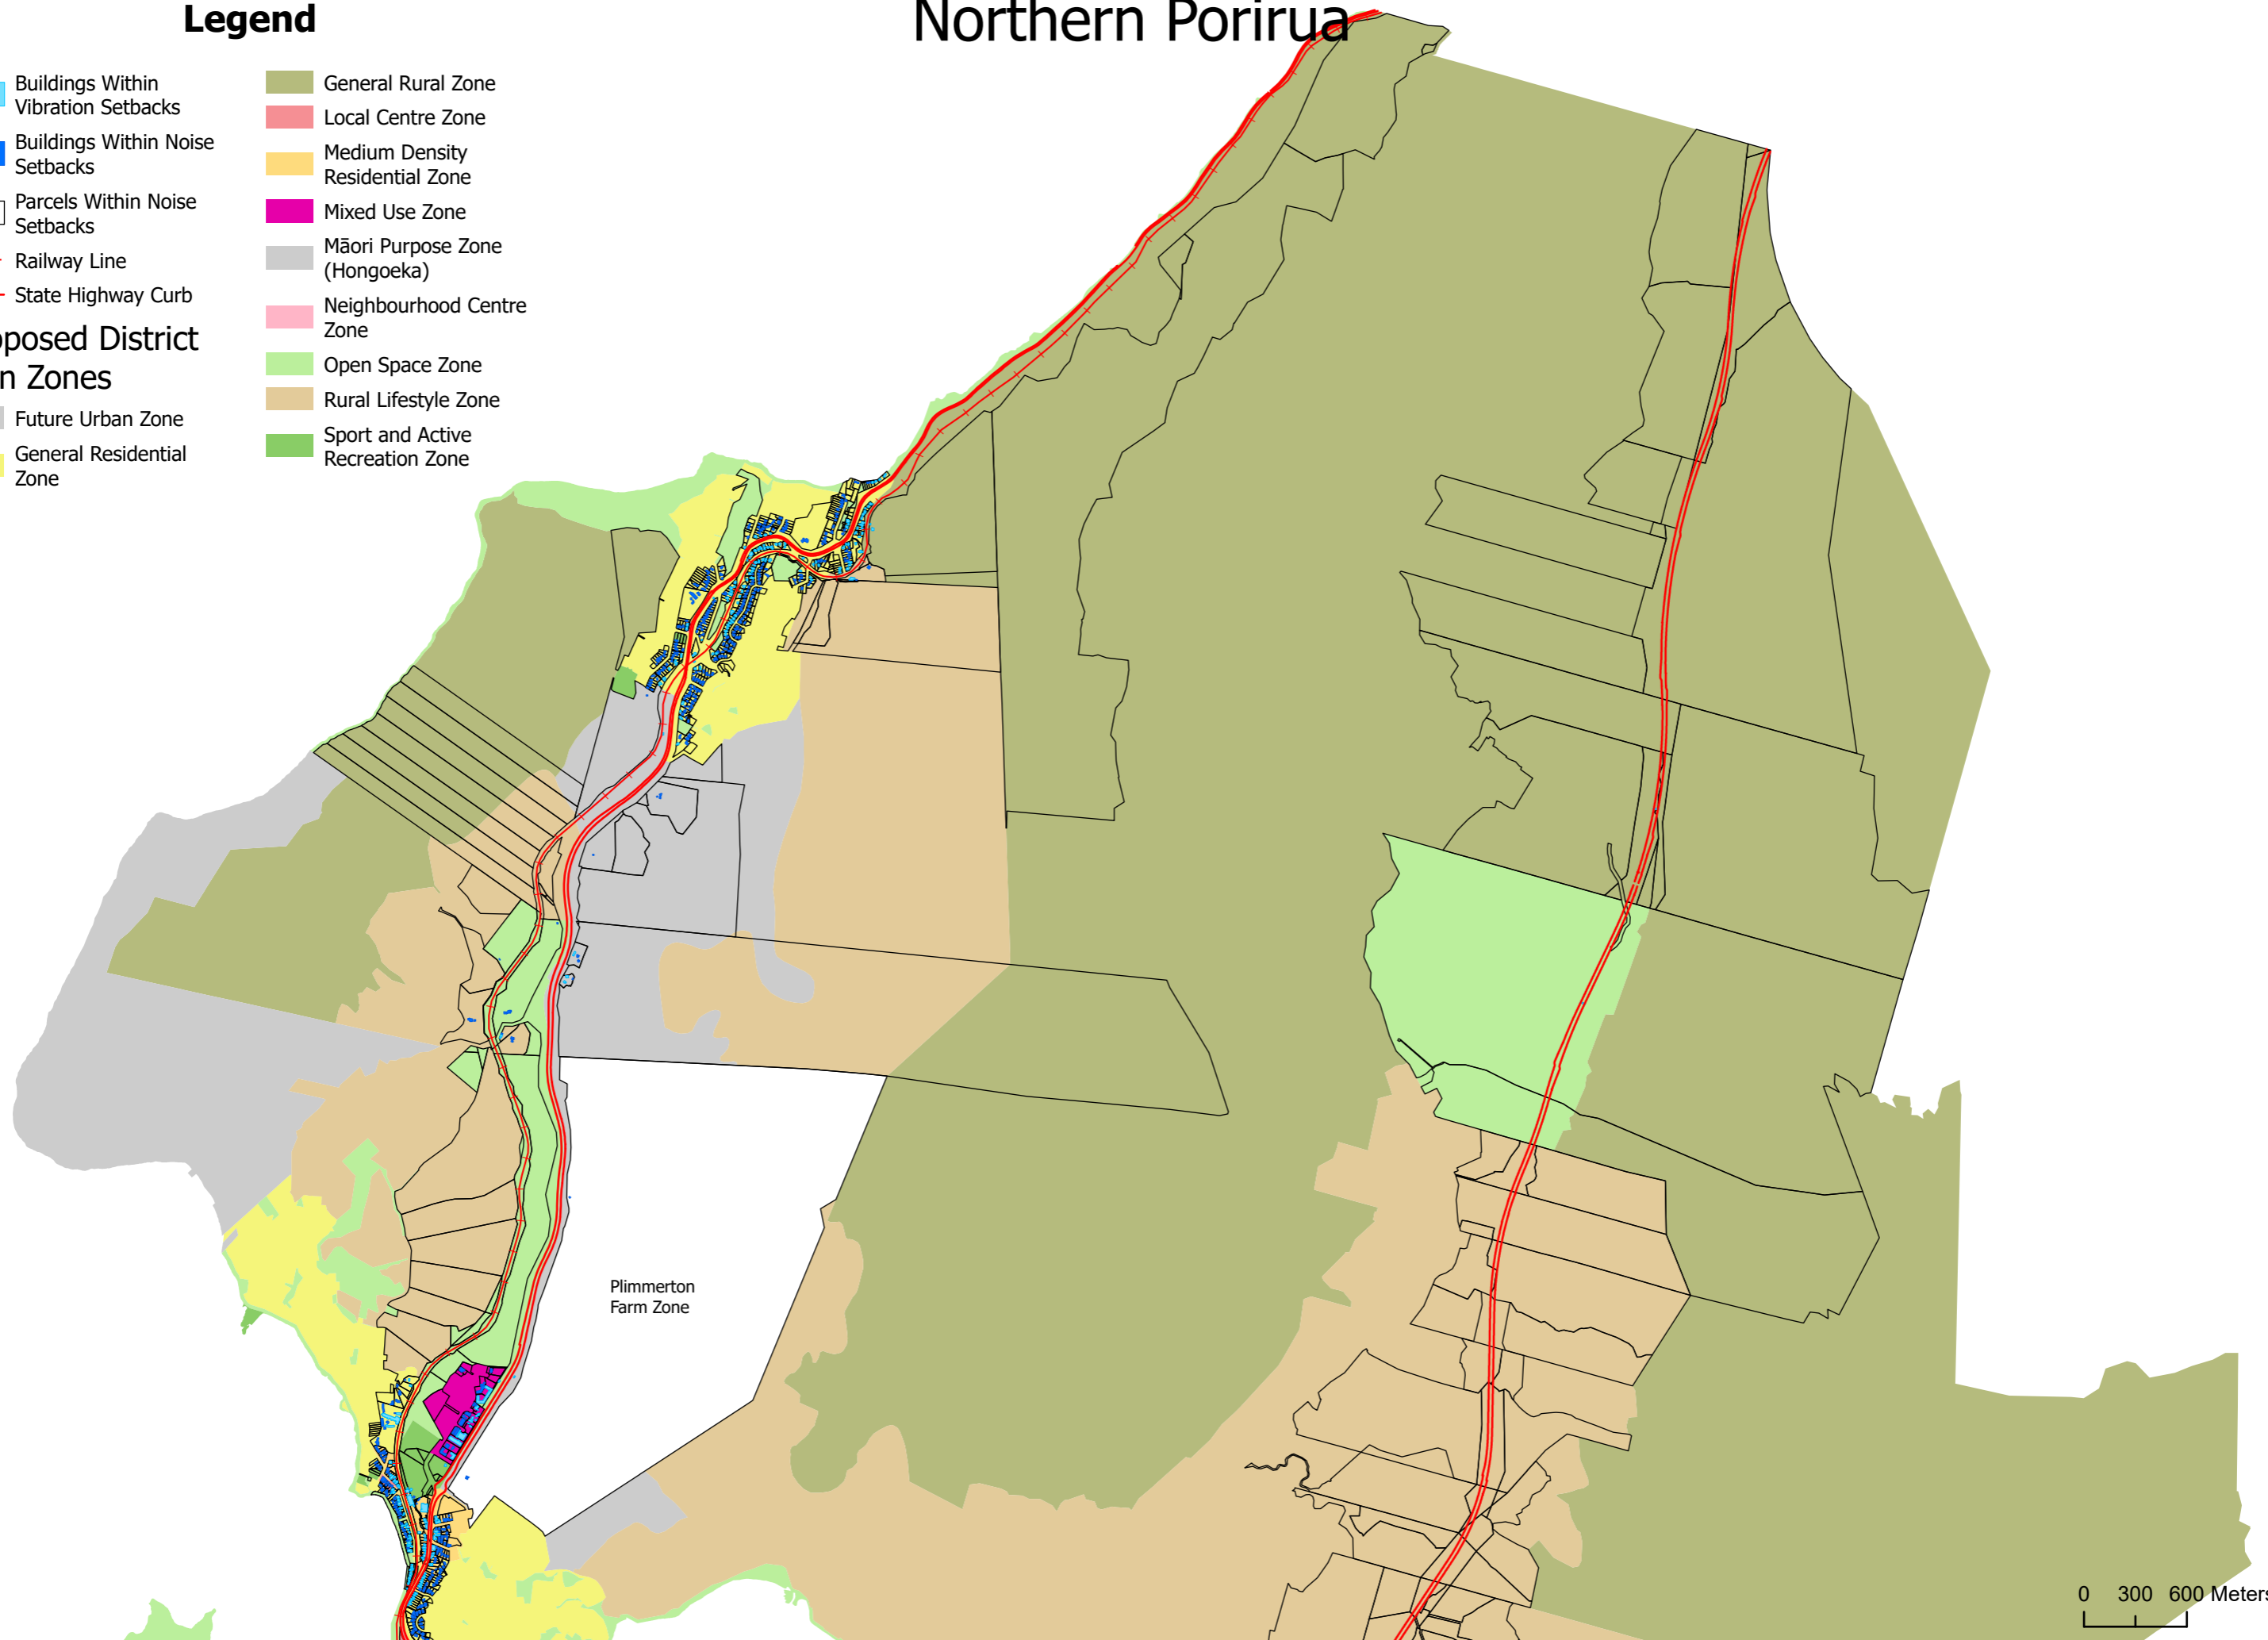 Legend
Northern Porirua
Buildings Within
Vibration Setbacks
Buildings Within Noise
Setbacks
Parcels Within Noise
Setbacks
Railway Line
State Highway Curb
posed District
n Zones
Future Urban Zone
General Residential
Zone
General Rural Zone
Local Centre Zone
Medium Density
Residential Zone
Mixed Use Zone
Māori Purpose Zone
(Hongoeka)
Neighbourhood Centre
Zone
Open Space Zone
Rural Lifestyle Zone
Sport and Active
Recreation Zone
Plimmerton
Farm Zone
0 300 600 Meters